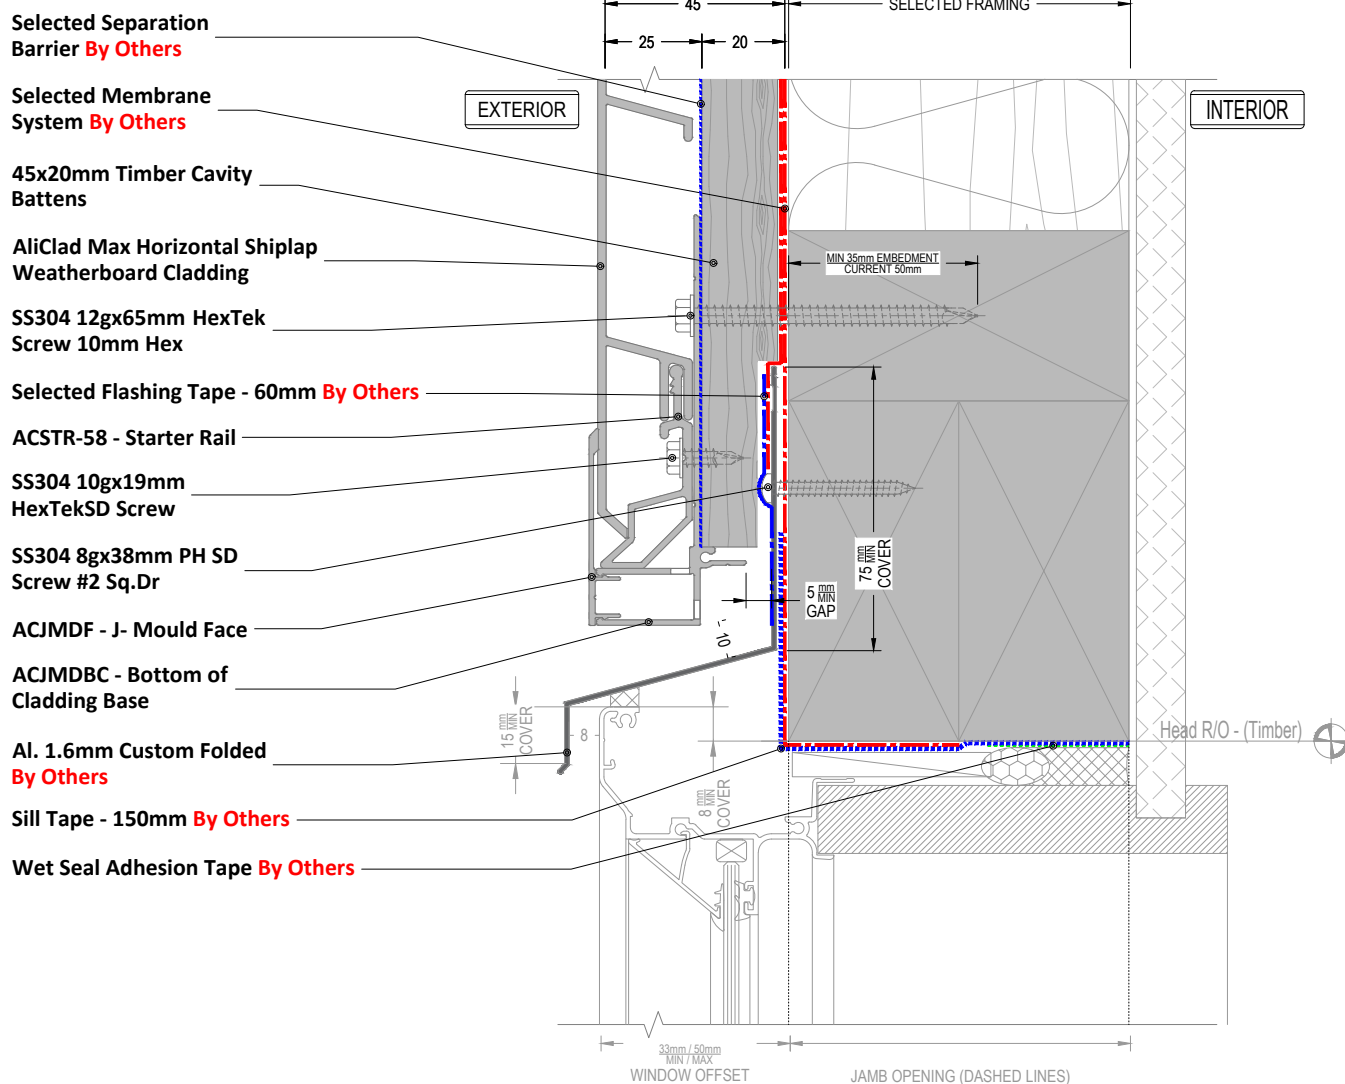 Selected Separation
Barrier By Others
Selected Membrane
System By Others
45x20mm Timber Cavity
Battens
AliClad Max Horizontal Shiplap
Weatherboard Cladding
SS304 12gx65mm HexTek
Screw 10mm Hex
Selected Flashing Tape - 60mm By Others
ACSTR-58 - Starter Rail
SS304 10gx19mm
HexTekSD Screw
SS304 8gx38mm PH SD
Screw #2 Sq.Dr
ACJMDF - J- Mould Face
ACJMDBC - Bottom of
Cladding Base
Al. 1.6mm Custom Folded
By Others
Sill Tape - 150mm By Others
Wet Seal Adhesion Tape By Others
45
SELECTED FRAMING
25
20
EXTERIOR
INTERIOR
MIN 35mm EMBEDMENT
CURRENT 50mm
75 mm MIN
COVER
5 mm MIN
GAP
10
15 mm MIN
COVER
8
8 mm MIN
COVER
Head R/O - (Timber)
33mm / 50mm
MIN / MAX
WINDOW OFFSET
JAMB OPENING (DASHED LINES)